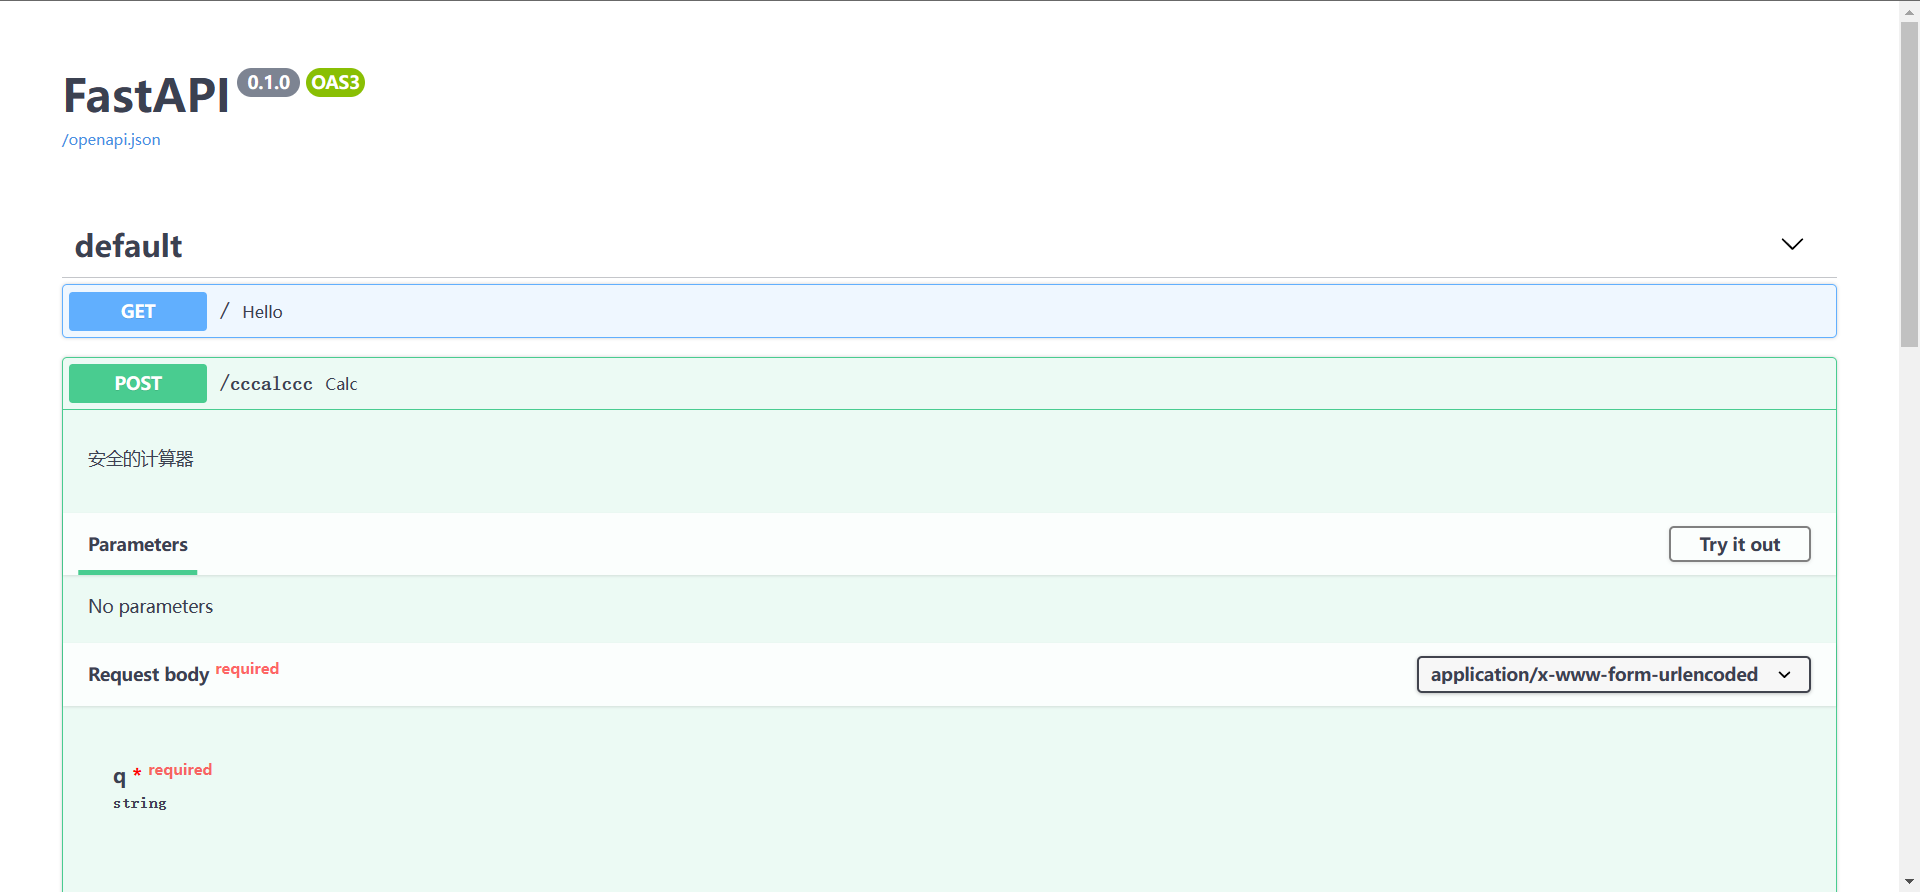 FastAPI 0.1.0 OAS3
/openapi.json
default
GET / Hello
POST /cccalccc Calc
安全的计算器
Parameters Try it out
No parameters
Request body required application/x-www-form-urlencoded
q * required
string